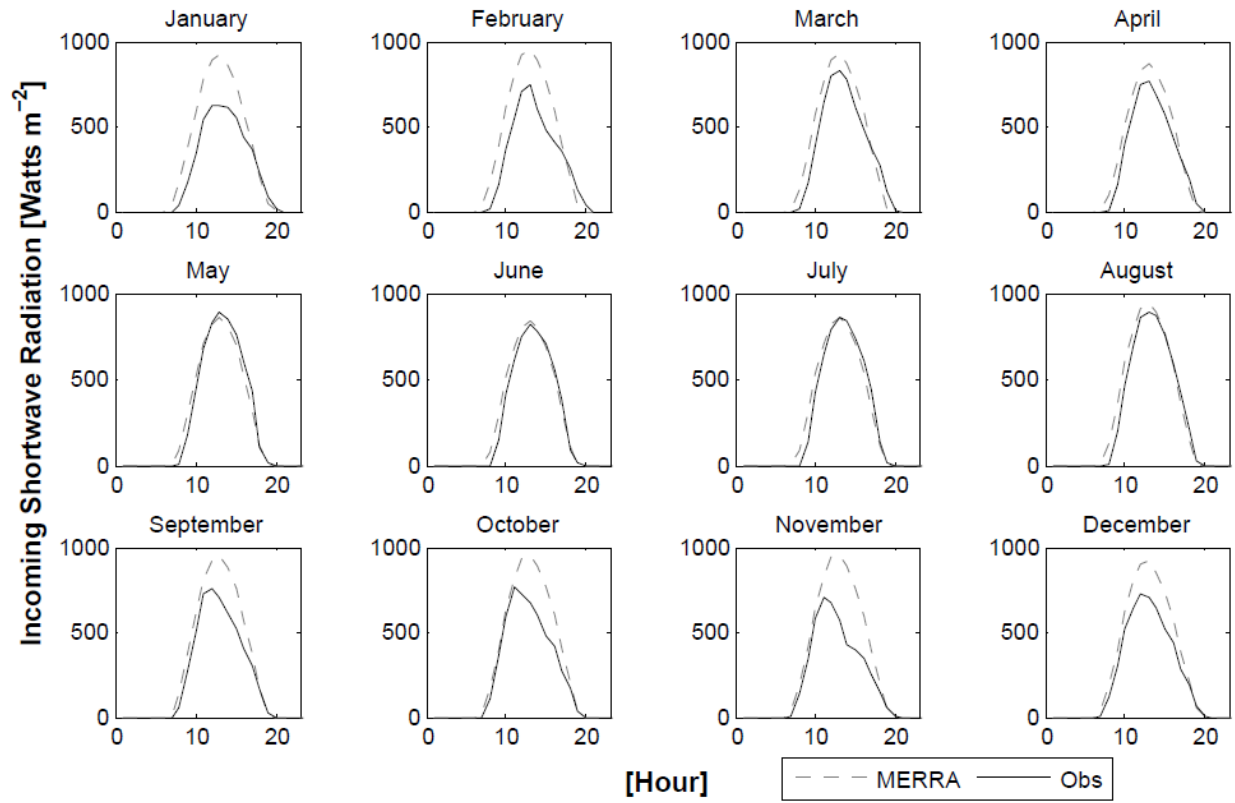 January February March April
Incoming Shortwave Radiation [Watts m⁻²]
1000 1000 1000 1000
500 500 500 500
0 0 0 0
0 10 20 0 10 20 0 10 20 0 10 20
May June July August
1000 1000 1000 1000
500 500 500 500
0 0 0 0
0 10 20 0 10 20 0 10 20 0 10 20
September October November December
1000 1000 1000 1000
500 500 500 500
0 0 0 0
0 10 20 0 10 20 0 10 20 0 10 20
[Hour]
MERRA Obs